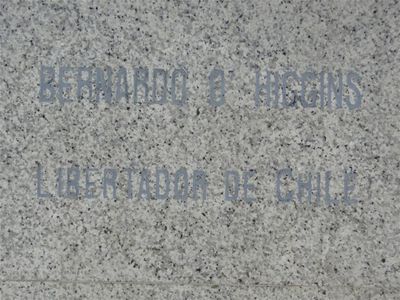 BERNARDO O' HIGGINS
LIBERTADOR DE CHILE